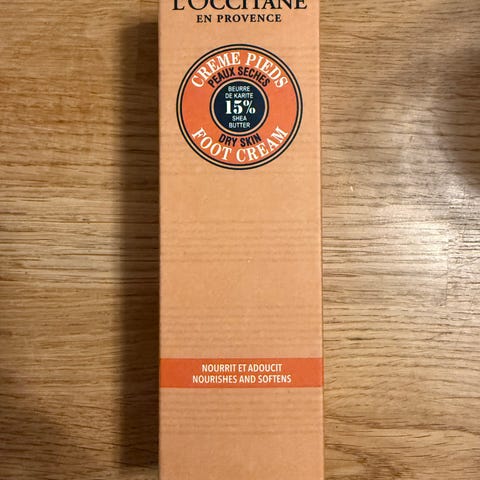 L'OCCITANE
EN PROVENCE
CREME PIEDS
PEAUX SECHES
BEURRE
DE KARITE
15%
SHEA
BUTTER
DRY SKIN
FOOT CREAM
NOURRIT ET ADOUCIT
NOURISHES AND SOFTENS